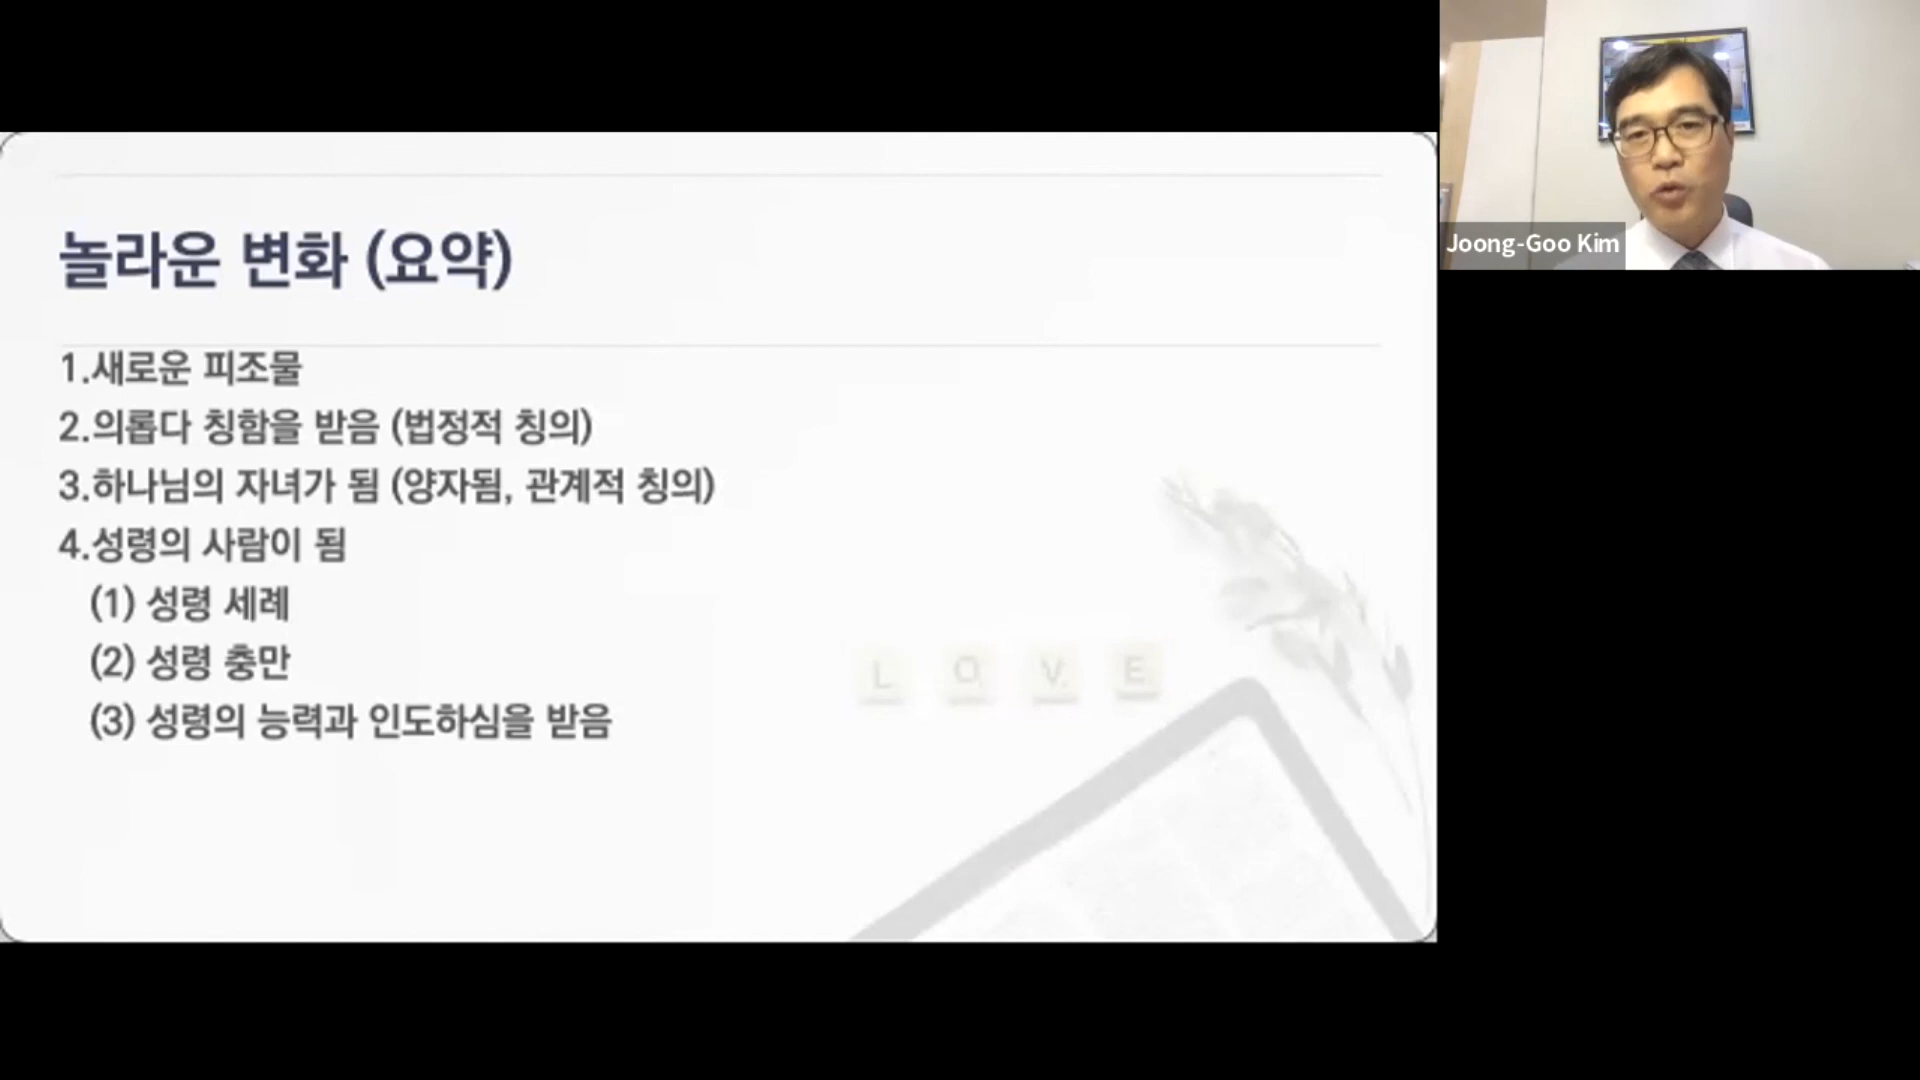 놀라운 변화 (요약)
1.새로운 피조물
2.의롭다 칭함을 받음 (법정적 칭의)
3.하나님의 자녀가 됨 (양자됨, 관계적 칭의)
4.성령의 사람이 됨
(1) 성령 세례
(2) 성령 충만
(3) 성령의 능력과 인도하심을 받음
L O V E
Joong-Goo Kim